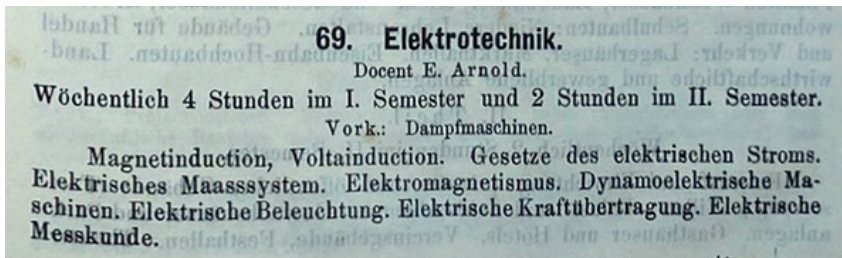 69. Elektrotechnik.
Docent E. Arnold.
Wöchentlich 4 Stunden im I. Semester und 2 Stunden im II. Semester.
Vork.: Dampfmaschinen.
Magnetinduction, Voltainduction. Gesetze des elektrischen Stroms.
Elektrisches Maasssystem. Elektromagnetismus. Dynamoelektrische Ma-
schinen. Elektrische Beleuchtung. Elektrische Kraftübertragung. Elektrische
Messkunde.